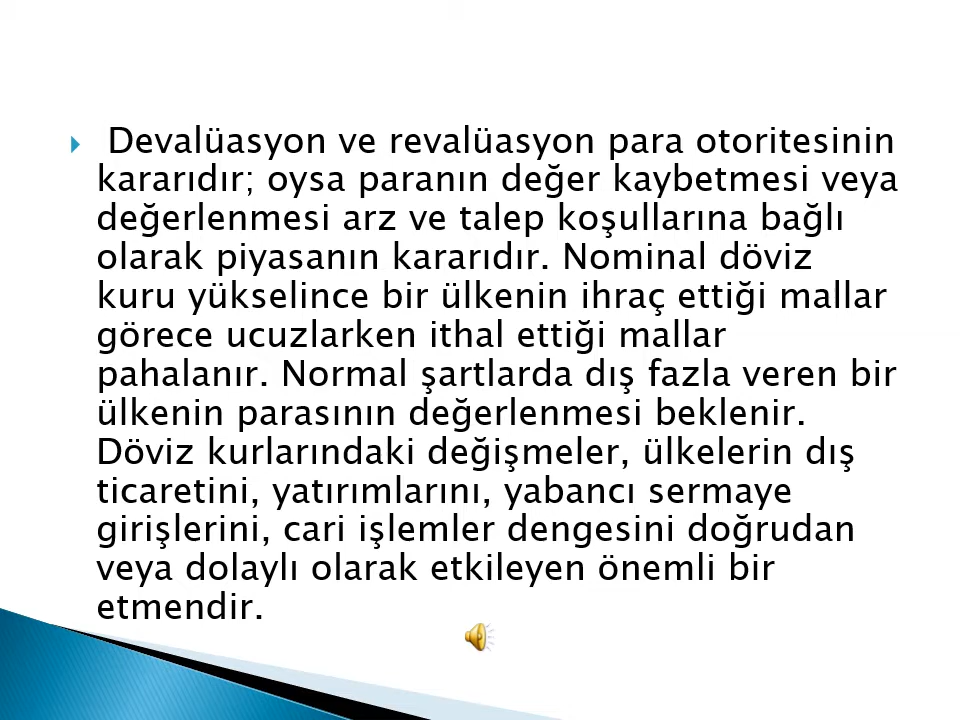 Devalüasyon ve revalüasyon para otoritesinin
kararıdır; oysa paranın değer kaybetmesi veya
değerlenmesi arz ve talep koşullarına bağlı
olarak piyasanın kararıdır. Nominal döviz
kuru yükselince bir ülkenin ihraç ettiği mallar
görece ucuzlarken ithal ettiği mallar
pahalanır. Normal şartlarda dış fazla veren bir
ülkenin parasının değerlenmesi beklenir.
Döviz kurlarındaki değişmeler, ülkelerin dış
ticaretini, yatırımlarını, yabancı sermaye
girişlerini, cari işlemler dengesini doğrudan
veya dolaylı olarak etkileyen önemli bir
etmendir.